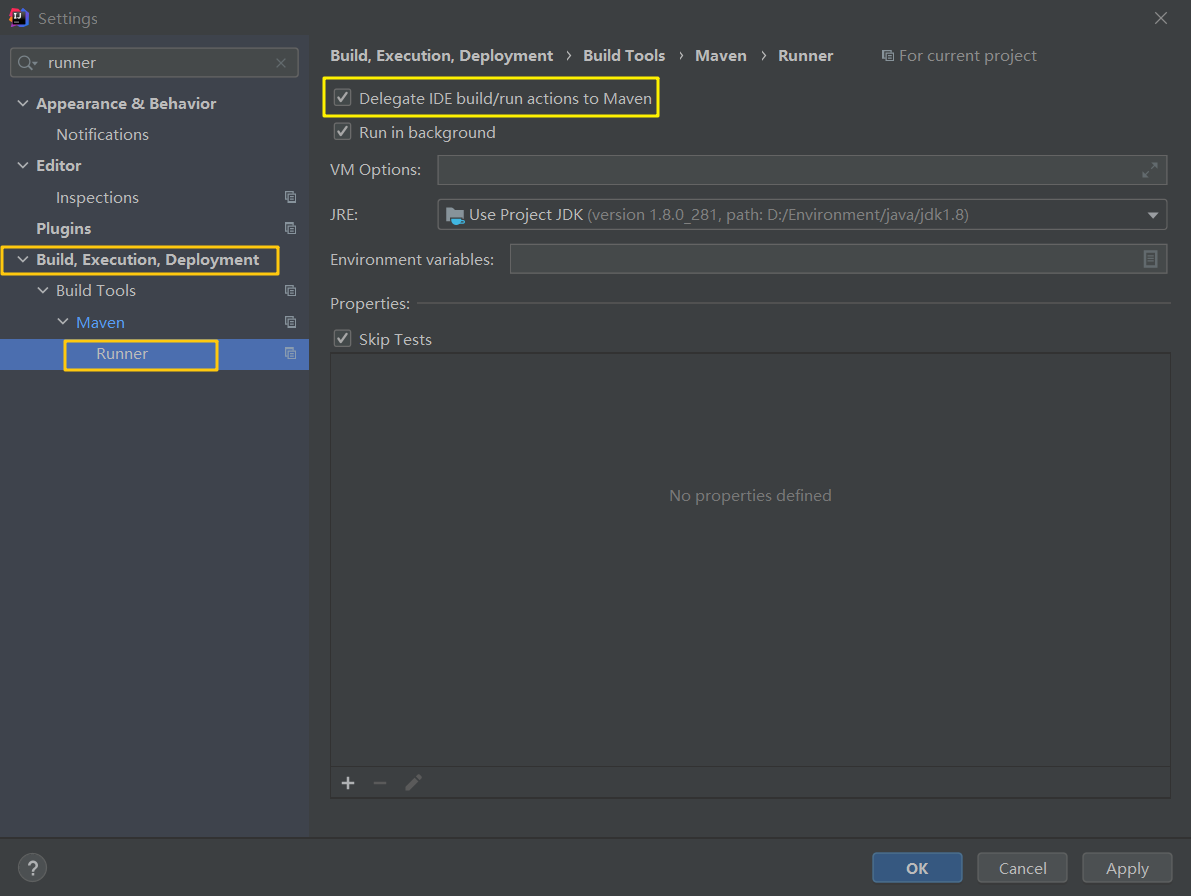 Settings
runner
Appearance & Behavior
Notifications
Editor
Inspections
Plugins
Build, Execution, Deployment
Build Tools
Maven
Runner
Build, Execution, Deployment › Build Tools › Maven › Runner For current project
Delegate IDE build/run actions to Maven
Run in background
VM Options:
JRE: Use Project JDK (version 1.8.0_281, path: D:/Environment/java/jdk1.8)
Environment variables:
Properties:
Skip Tests
No properties defined
?
OK Cancel Apply